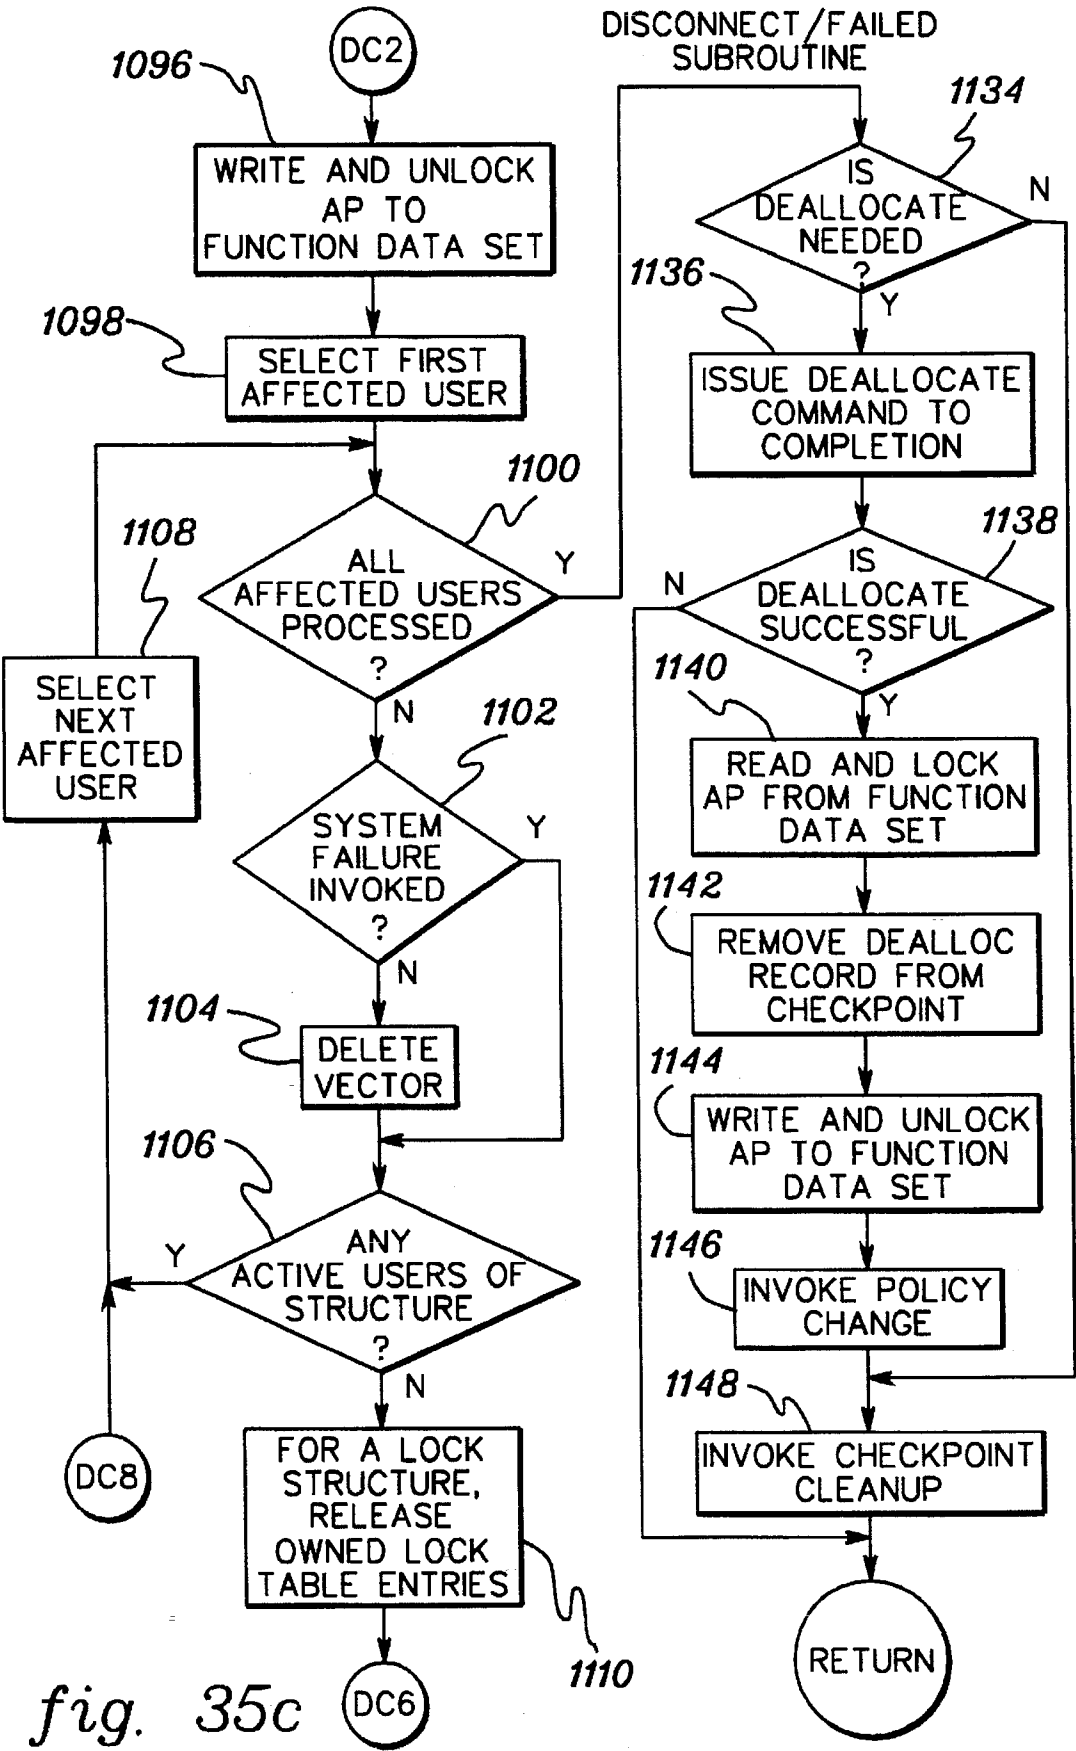 DISCONNECT/FAILED
SUBROUTINE
DC2
1096
WRITE AND UNLOCK
AP TO
FUNCTION DATA SET
1098
SELECT FIRST
AFFECTED USER
1100
ALL
AFFECTED USERS
PROCESSED
?
Y
N
1108
SELECT
NEXT
AFFECTED
USER
1102
SYSTEM
FAILURE
INVOKED
?
Y
N
1104
DELETE
VECTOR
1106
ANY
ACTIVE USERS OF
STRUCTURE
?
Y
N
DC8
FOR A LOCK
STRUCTURE,
RELEASE
OWNED LOCK
TABLE ENTRIES
1110
DC6
1134
IS
DEALLOCATE
NEEDED
?
N
Y
1136
ISSUE DEALLOCATE
COMMAND TO
COMPLETION
1138
IS
DEALLOCATE
SUCCESSFUL
?
N
Y
1140
READ AND LOCK
AP FROM FUNCTION
DATA SET
1142
REMOVE DEALLOC
RECORD FROM
CHECKPOINT
1144
WRITE AND UNLOCK
AP TO FUNCTION
DATA SET
1146
INVOKE POLICY
CHANGE
1148
INVOKE CHECKPOINT
CLEANUP
RETURN
fig. 35c